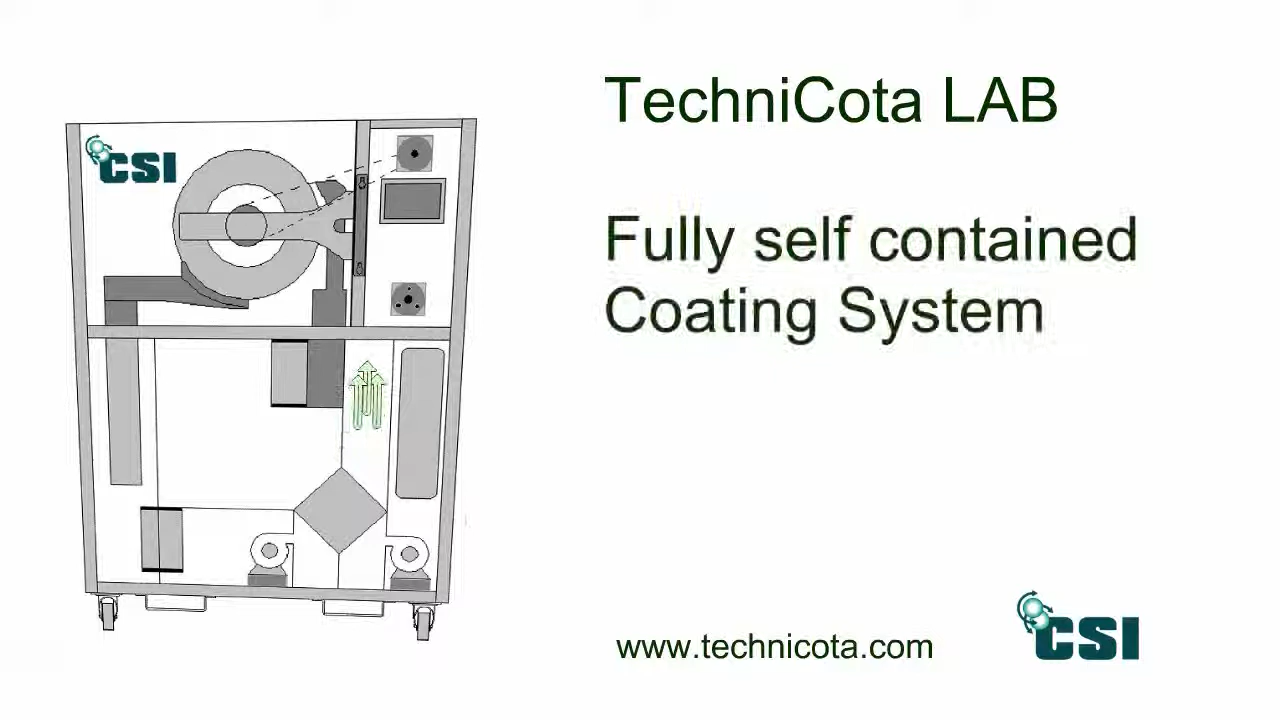 TechniCota LAB
CSI
Fully self contained
Coating System
www.technicota.com
CSI